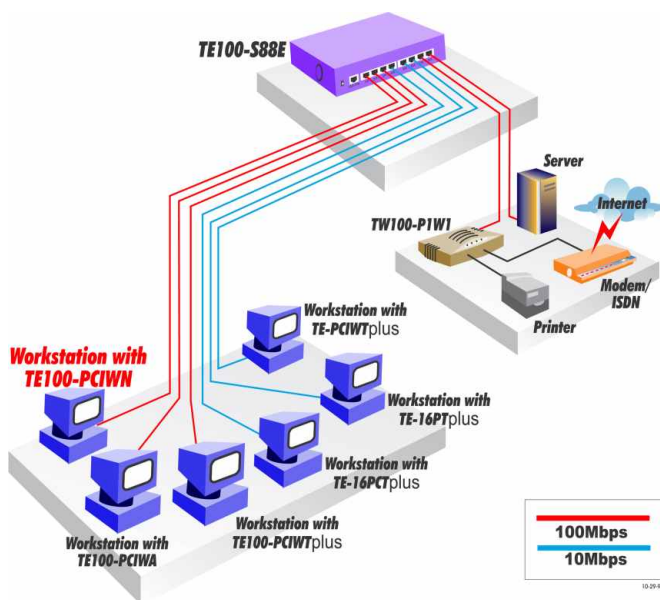 TE100-S88E
Server
Internet
TW100-P1W1
Modem/
ISDN
Printer
Workstation with
TE-PCIWTplus
Workstation with
TE100-PCIWN
Workstation with
TE-16PTplus
Workstation with
TE-16PCTplus
Workstation with
TE100-PCIWTplus
Workstation with
TE100-PCIWA
100Mbps
10Mbps